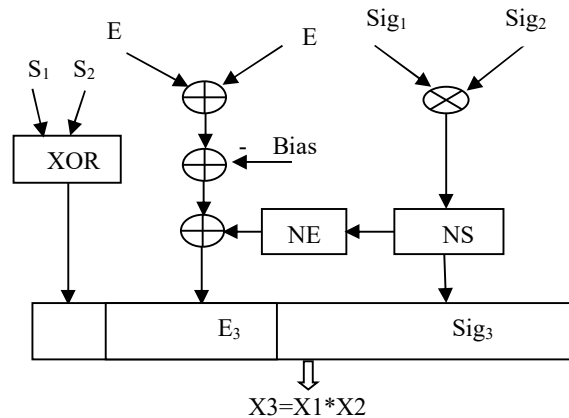 E E Sig₁ Sig₂
S₁ S₂
XOR
- Bias
NE NS
E₃ Sig₃
X3=X1*X2